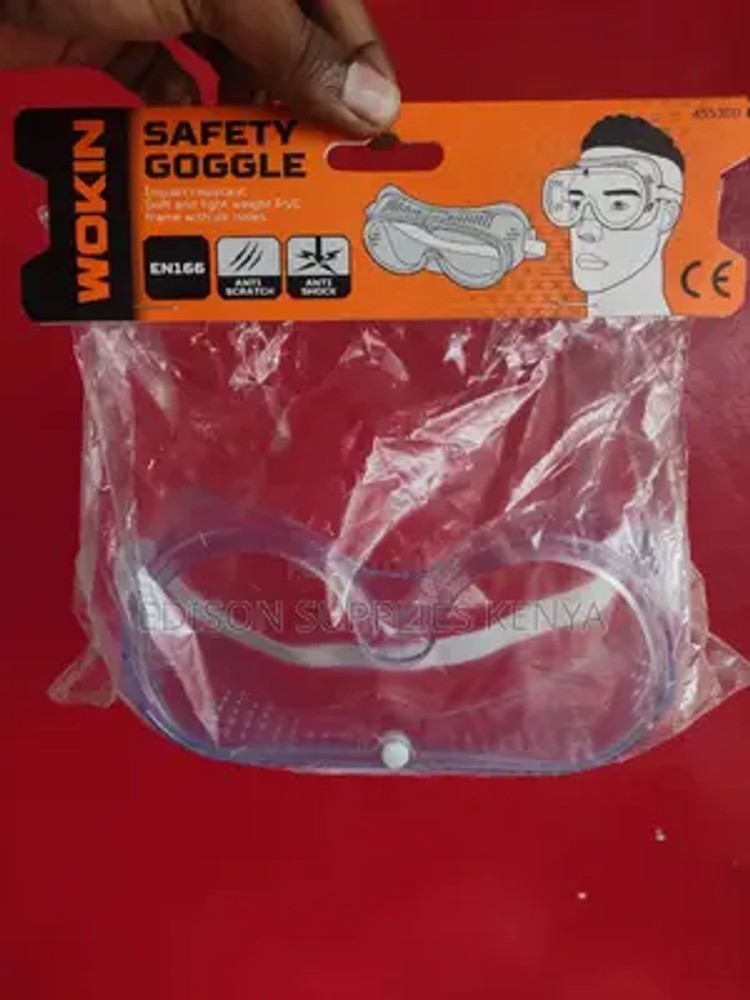 WOKIN
SAFETY
GOGGLE
Impact resistant
Soft and light weight PVC
frame with air holes
EN166
ANTI
SCRATCH
ANTI
SHOCK
455300
CE
EDISON SUPPLIES KENYA